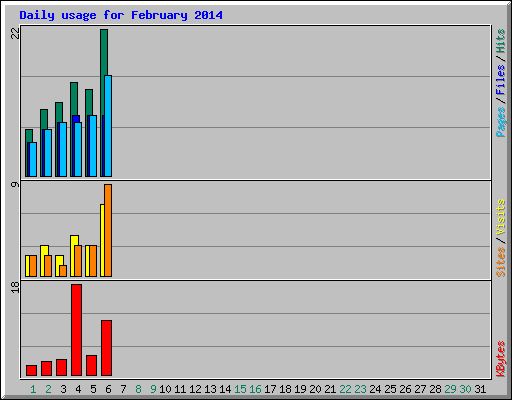 Daily usage for February 2014
22
Pages / Files / Hits
9
Sites / Visits
18
KBytes
1 2 3 4 5 6 7 8 9 10 11 12 13 14 15 16 17 18 19 20 21 22 23 24 25 26 27 28 29 30 31